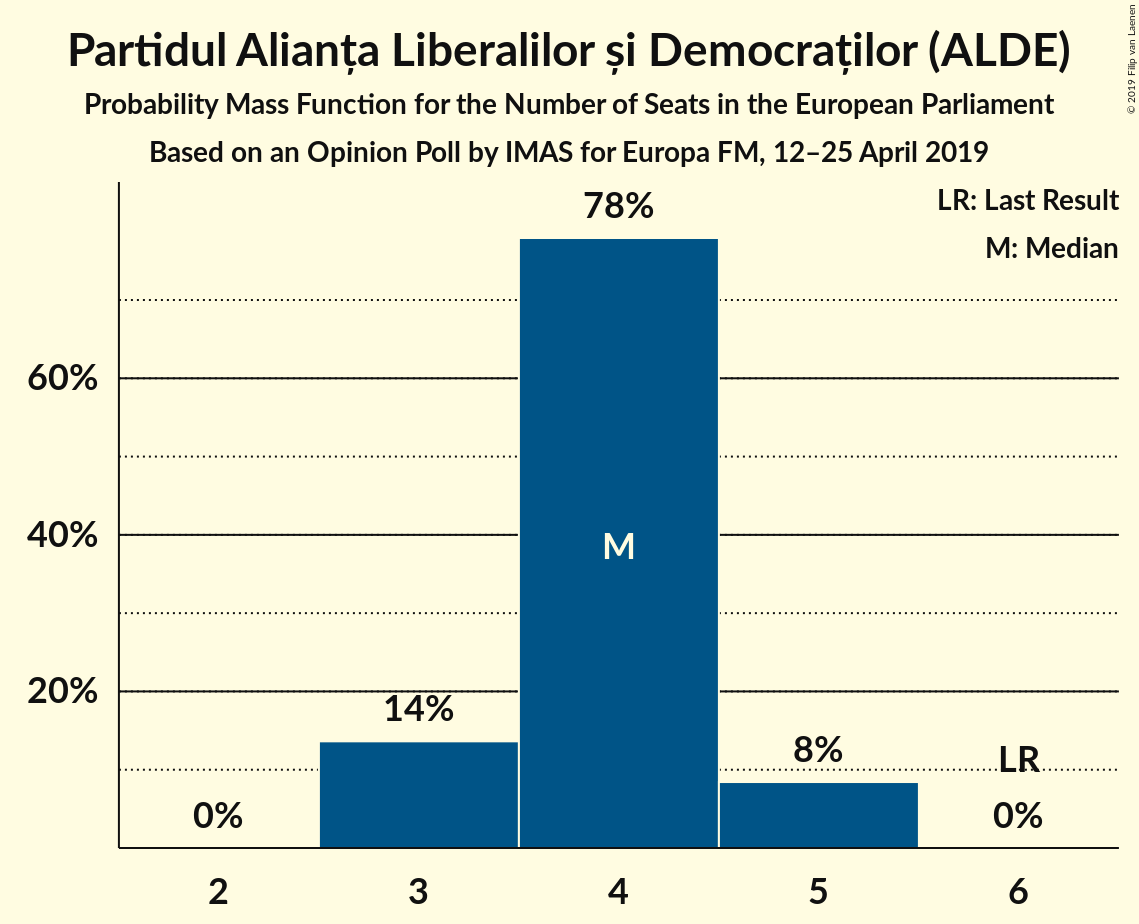 Partidul Alianța Liberalilor și Democraților (ALDE)
Probability Mass Function for the Number of Seats in the European Parliament
Based on an Opinion Poll by IMAS for Europa FM, 12–25 April 2019
© 2019 Filip van Laenen
LR: Last Result
M: Median
78%
60%
40%
M
20%
14%
8%
LR
0%
0%
2 3 4 5 6